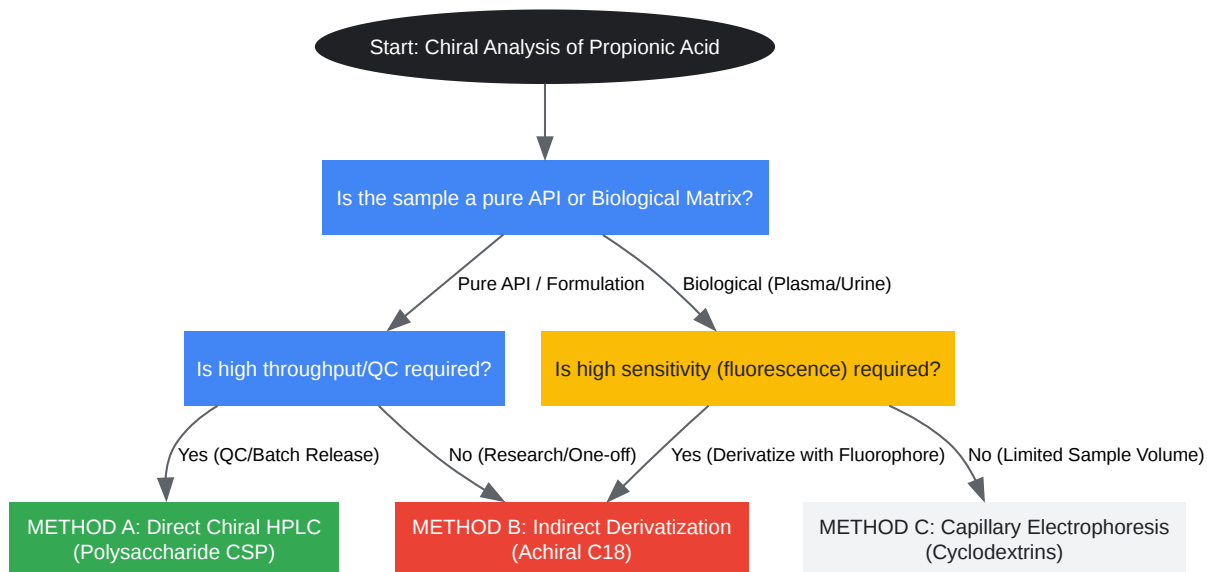 Start: Chiral Analysis of Propionic Acid
Is the sample a pure API or Biological Matrix?
Pure API / Formulation
Biological (Plasma/Urine)
Is high throughput/QC required?
Is high sensitivity (fluorescence) required?
Yes (QC/Batch Release)
No (Research/One-off)
Yes (Derivatize with Fluorophore)
No (Limited Sample Volume)
METHOD A: Direct Chiral HPLC
(Polysaccharide CSP)
METHOD B: Indirect Derivatization
(Achiral C18)
METHOD C: Capillary Electrophoresis
(Cyclodextrins)